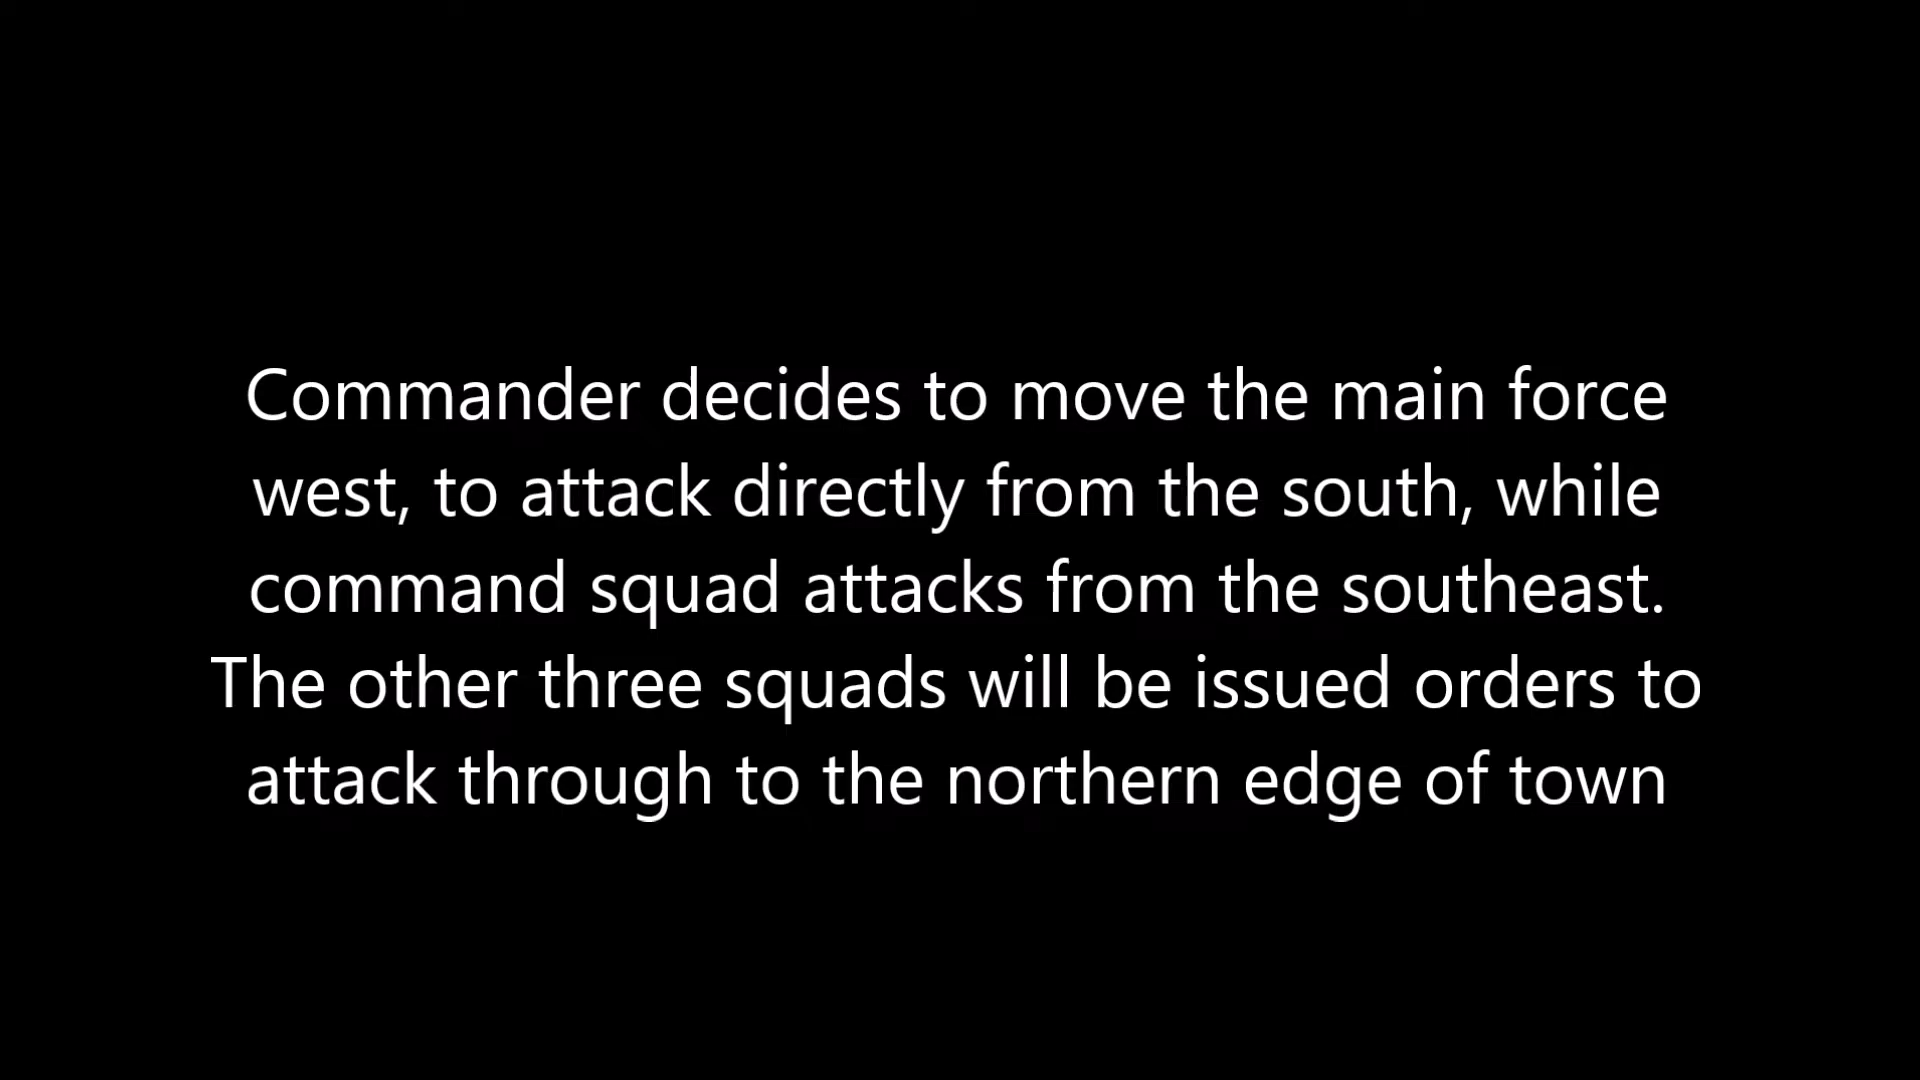 Commander decides to move the main force
west, to attack directly from the south, while
command squad attacks from the southeast.
The other three squads will be issued orders to
attack through to the northern edge of town